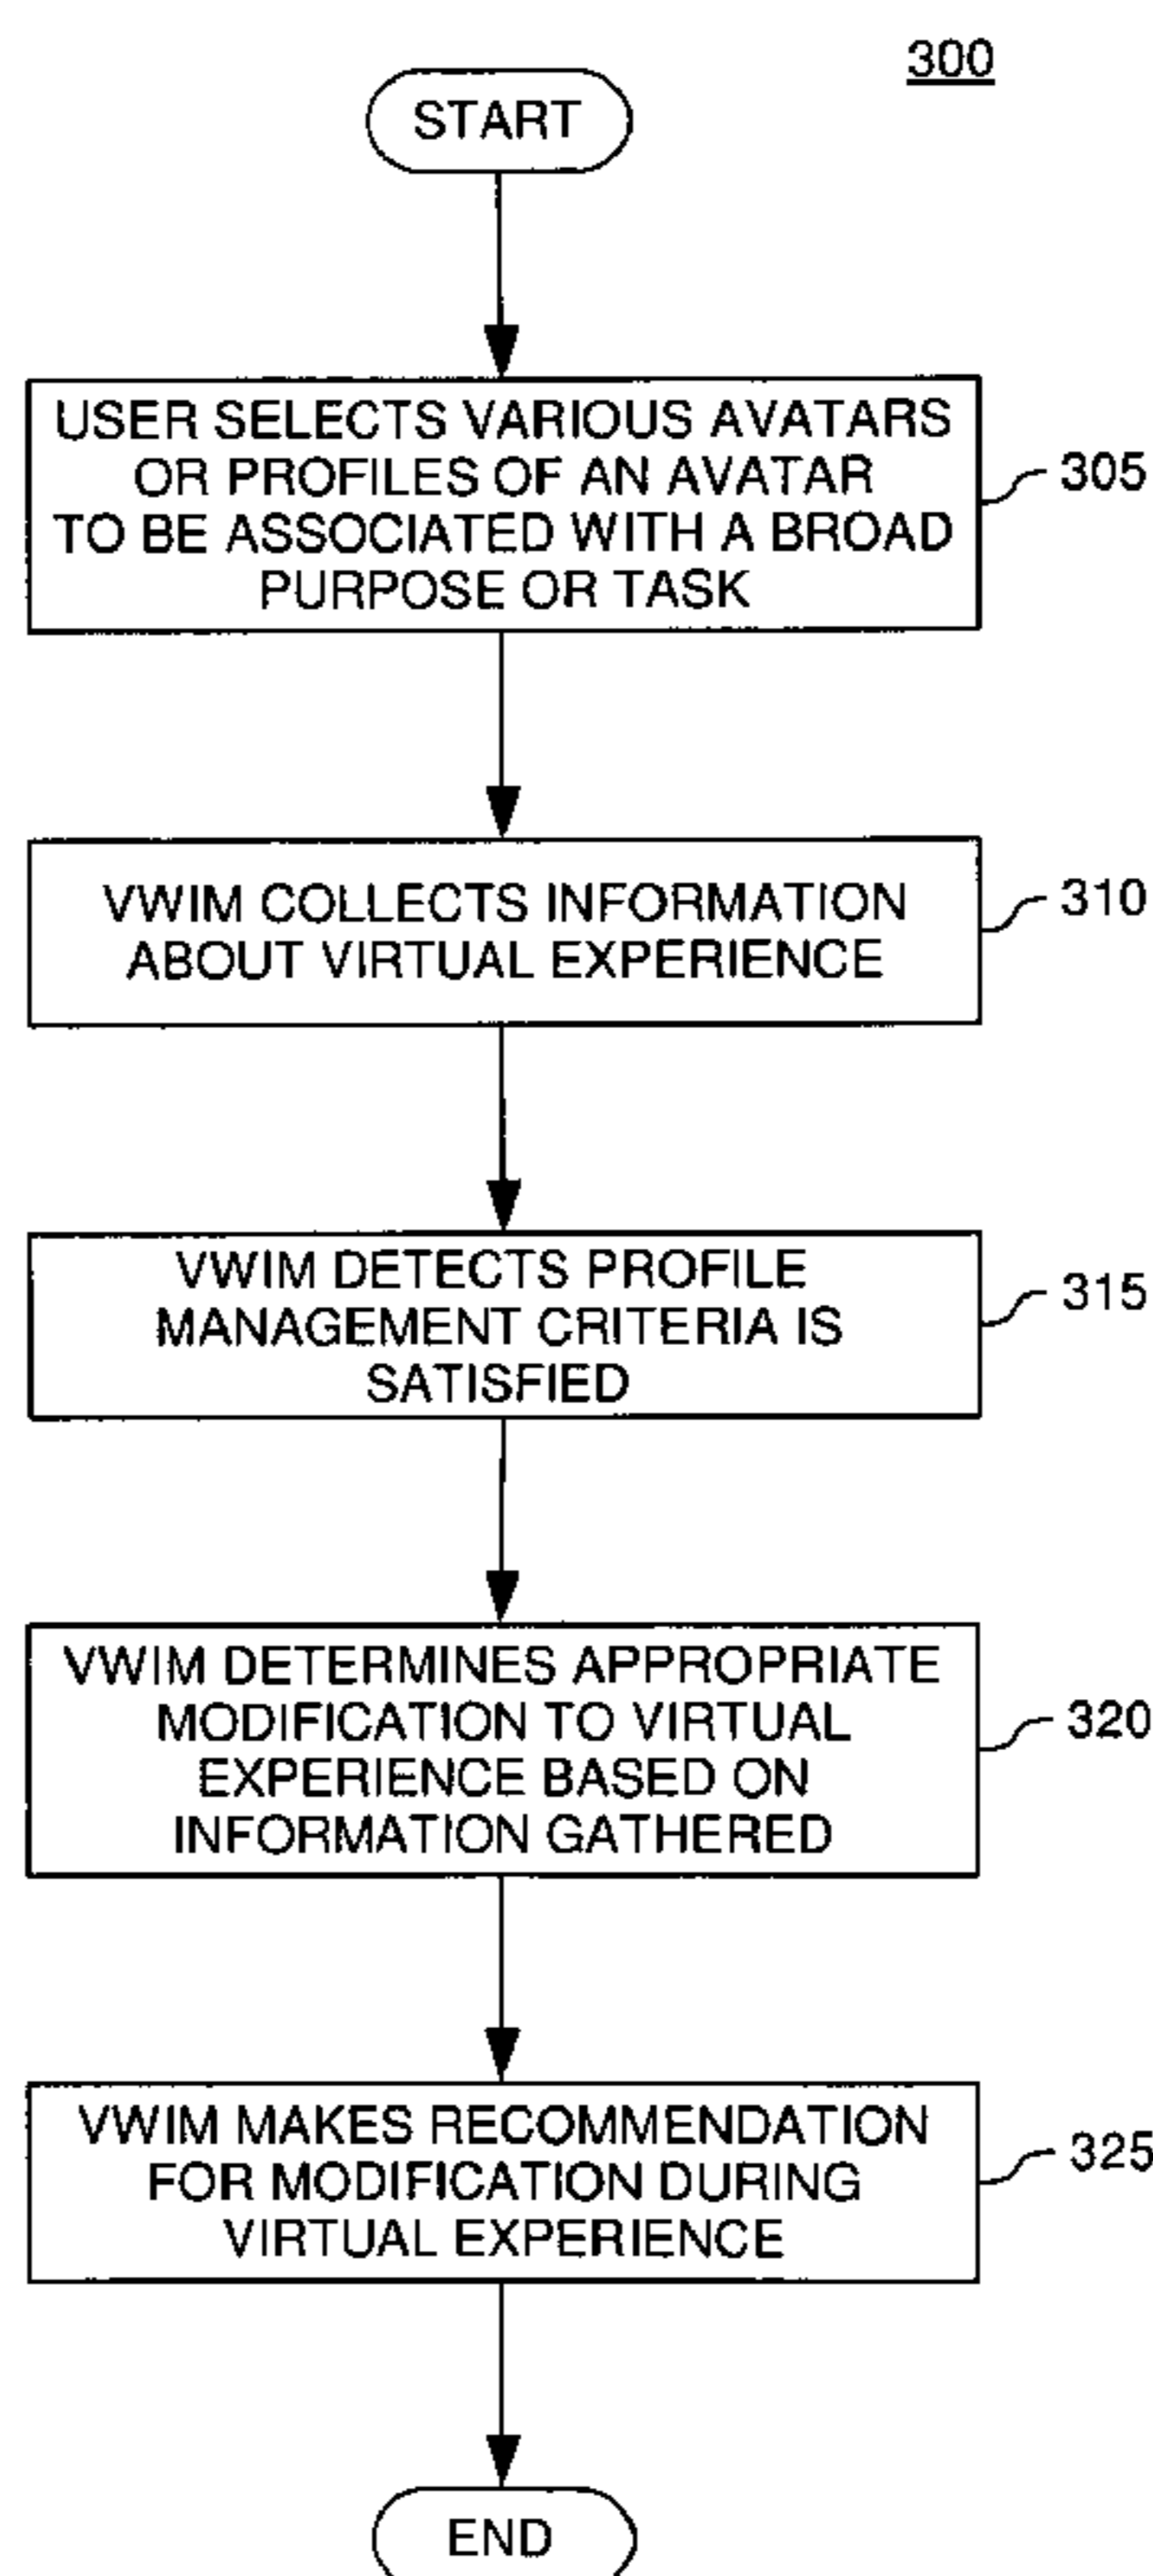 300
START
USER SELECTS VARIOUS AVATARS
OR PROFILES OF AN AVATAR
TO BE ASSOCIATED WITH A BROAD
PURPOSE OR TASK
305
VWIM COLLECTS INFORMATION
ABOUT VIRTUAL EXPERIENCE
310
VWIM DETECTS PROFILE
MANAGEMENT CRITERIA IS
SATISFIED
315
VWIM DETERMINES APPROPRIATE
MODIFICATION TO VIRTUAL
EXPERIENCE BASED ON
INFORMATION GATHERED
320
VWIM MAKES RECOMMENDATION
FOR MODIFICATION DURING
VIRTUAL EXPERIENCE
325
END